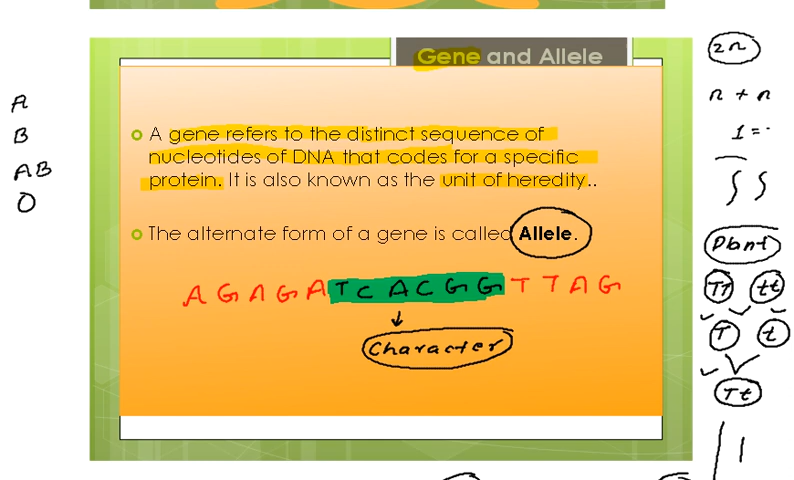 Gene and Allele
A gene refers to the distinct sequence of
nucleotides of DNA that codes for a specific
protein. It is also known as the unit of heredity..
The alternate form of a gene is called Allele.
AGAGATCACGGTTAG
Character
A
B
AB
O
2n
n + n
1 =
Plant
TT tt
T t
Tt